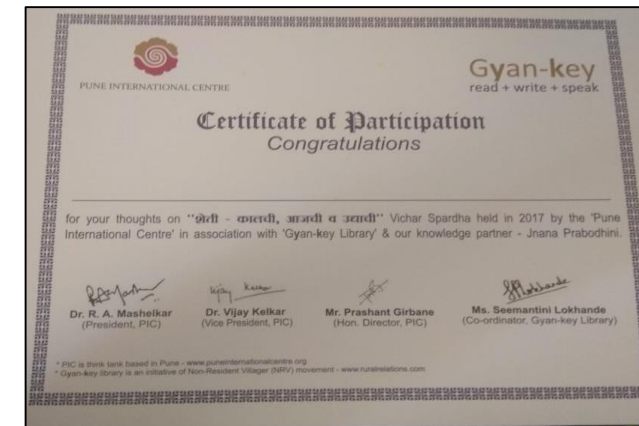 PUNE INTERNATIONAL CENTRE
Gyan-key
read + write + speak
Certificate of Participation
Congratulations
for your thoughts on "शेती - कालची, आजची व उद्याची" Vichar Spardha held in 2017 by the 'Pune
International Centre' in association with 'Gyan-key Library' & our knowledge partner - Jnana Prabodhini.
Dr. R. A. Mashelkar
(President, PIC)
Dr. Vijay Kelkar
(Vice President, PIC)
Mr. Prashant Girbane
(Hon. Director, PIC)
Ms. Seemantini Lokhande
(Co-ordinator, Gyan-key Library)
* PIC is think tank based in Pune - www.puneinternationalcentre.org
* Gyan-key library is an initiative of Non-Resident Villager (NRV) movement - www.ruralrelations.com